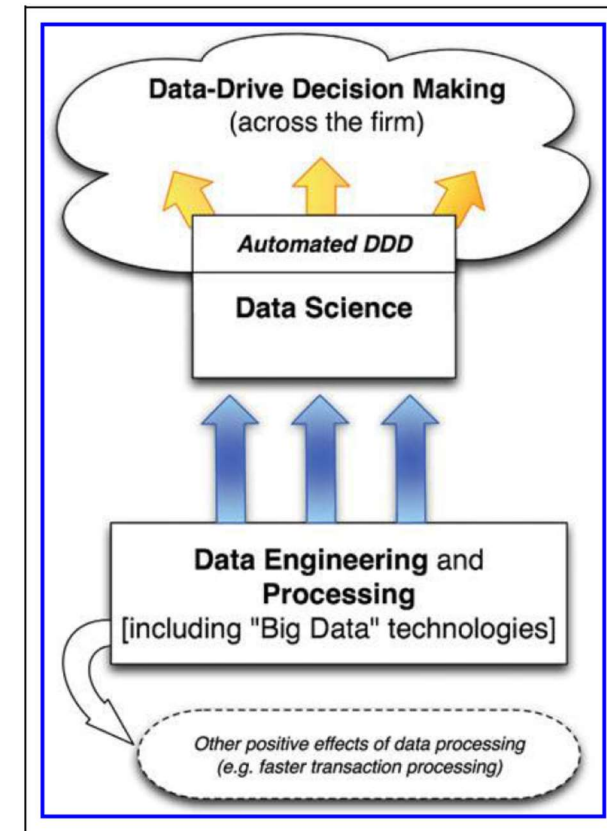 Data-Drive Decision Making
(across the firm)
Automated DDD
Data Science
Data Engineering and
Processing
[including "Big Data" technologies]
Other positive effects of data processing
(e.g. faster transaction processing)